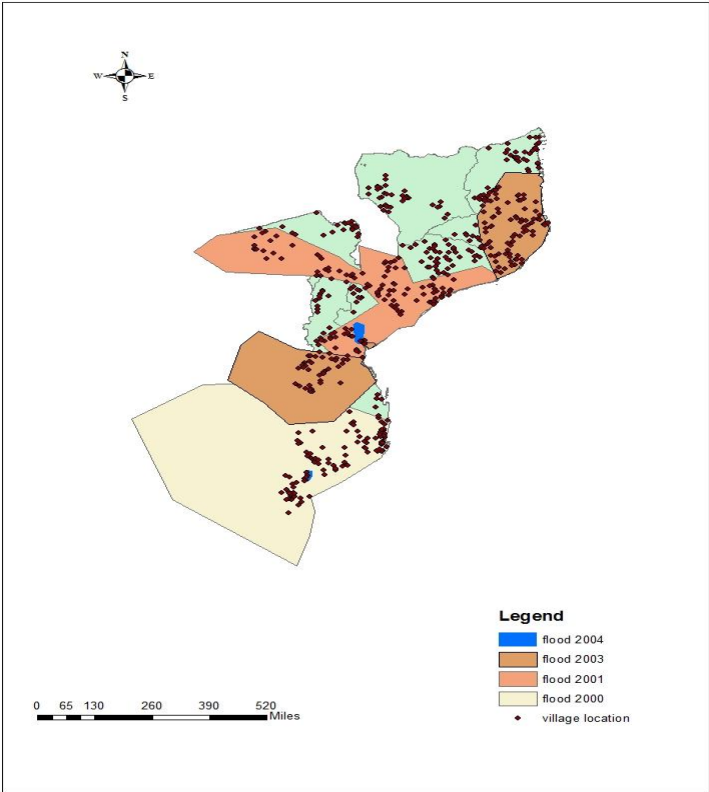 N
W E
S
Legend
flood 2004
flood 2003
flood 2001
flood 2000
village location
0 65 130 260 390 520
Miles